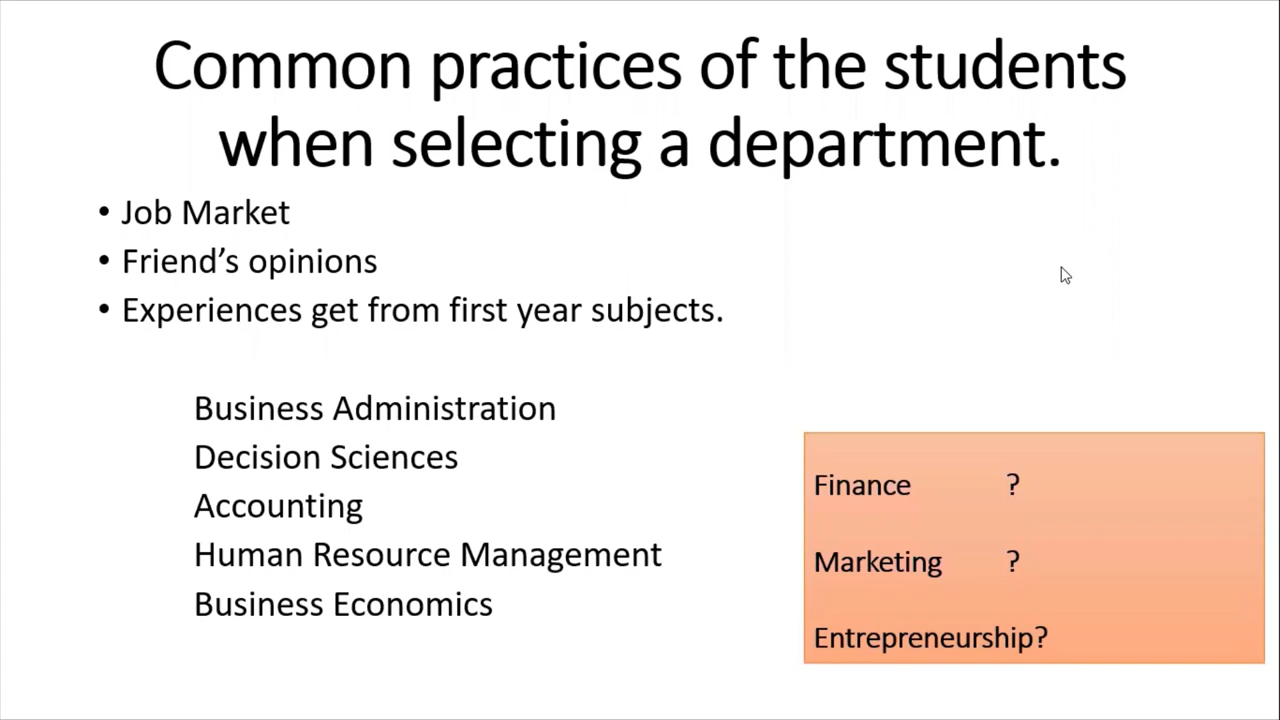 Common practices of the students
when selecting a department.
• Job Market
• Friend’s opinions
• Experiences get from first year subjects.
Business Administration
Decision Sciences
Accounting
Human Resource Management
Business Economics
Finance ?
Marketing ?
Entrepreneurship?